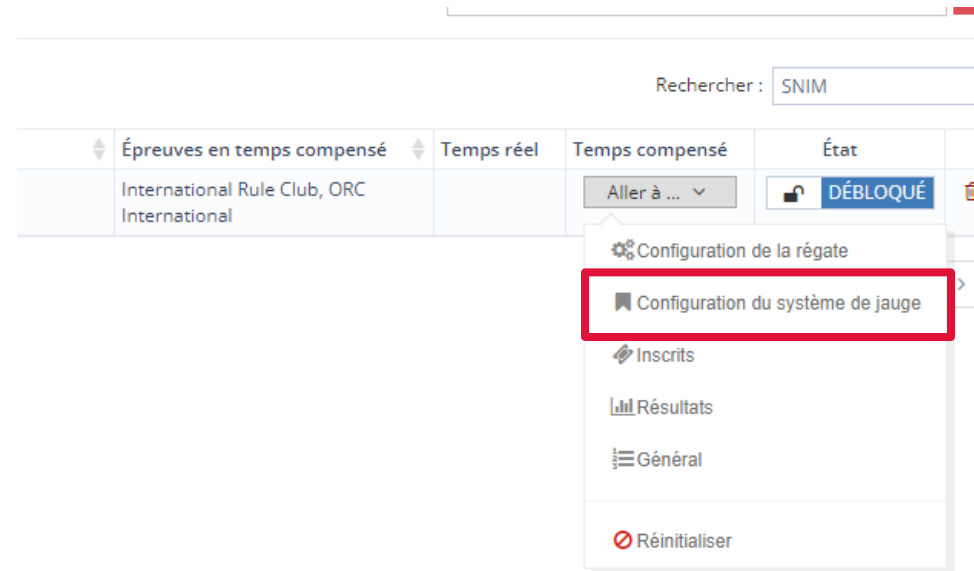 Rechercher : SNIM
Épreuves en temps compensé Temps réel Temps compensé État
International Rule Club, ORC International Aller à ... DÉBLOQUÉ
Configuration de la régate
Configuration du système de jauge
Inscrits
Résultats
Général
Réinitialiser